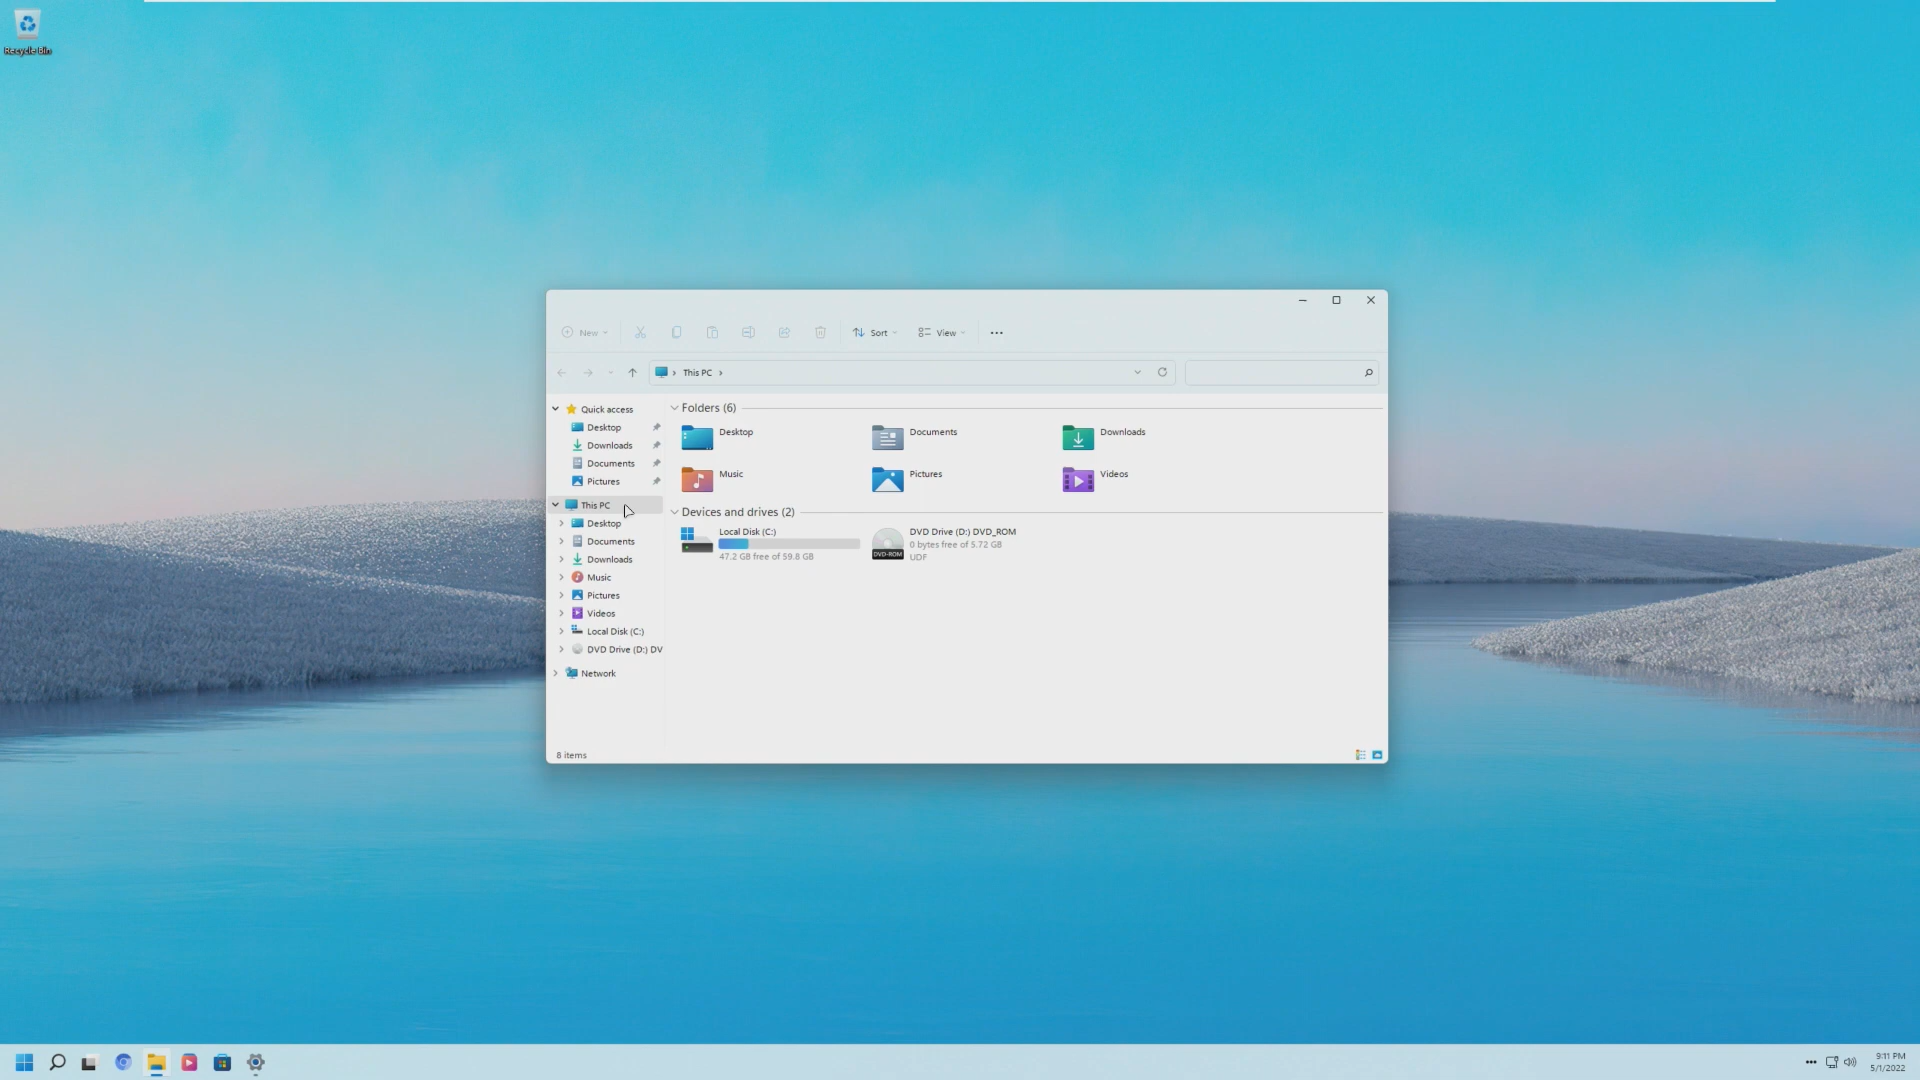 Recycle Bin
New
Sort
View
This PC
Quick access
Desktop
Downloads
Documents
Pictures
This PC
Desktop
Documents
Downloads
Music
Pictures
Videos
Local Disk (C:)
DVD Drive (D:) DV
Network
Folders (6)
Desktop
Documents
Downloads
Music
Pictures
Videos
Devices and drives (2)
Local Disk (C:)
47.2 GB free of 59.8 GB
DVD Drive (D:) DVD_ROM
0 bytes free of 5.72 GB
UDF
DVD-ROM
8 items
9:11 PM
5/1/2022